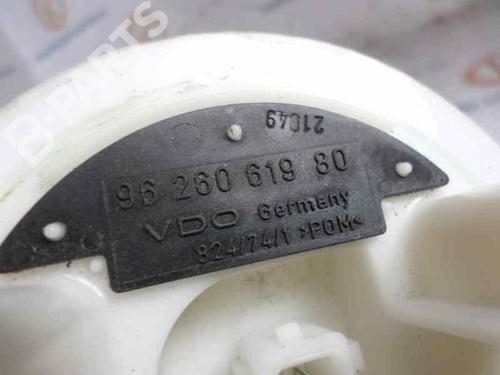 B-PARTS
21049
96 260 619 80
VDO Germany
824/74/1 >POM<